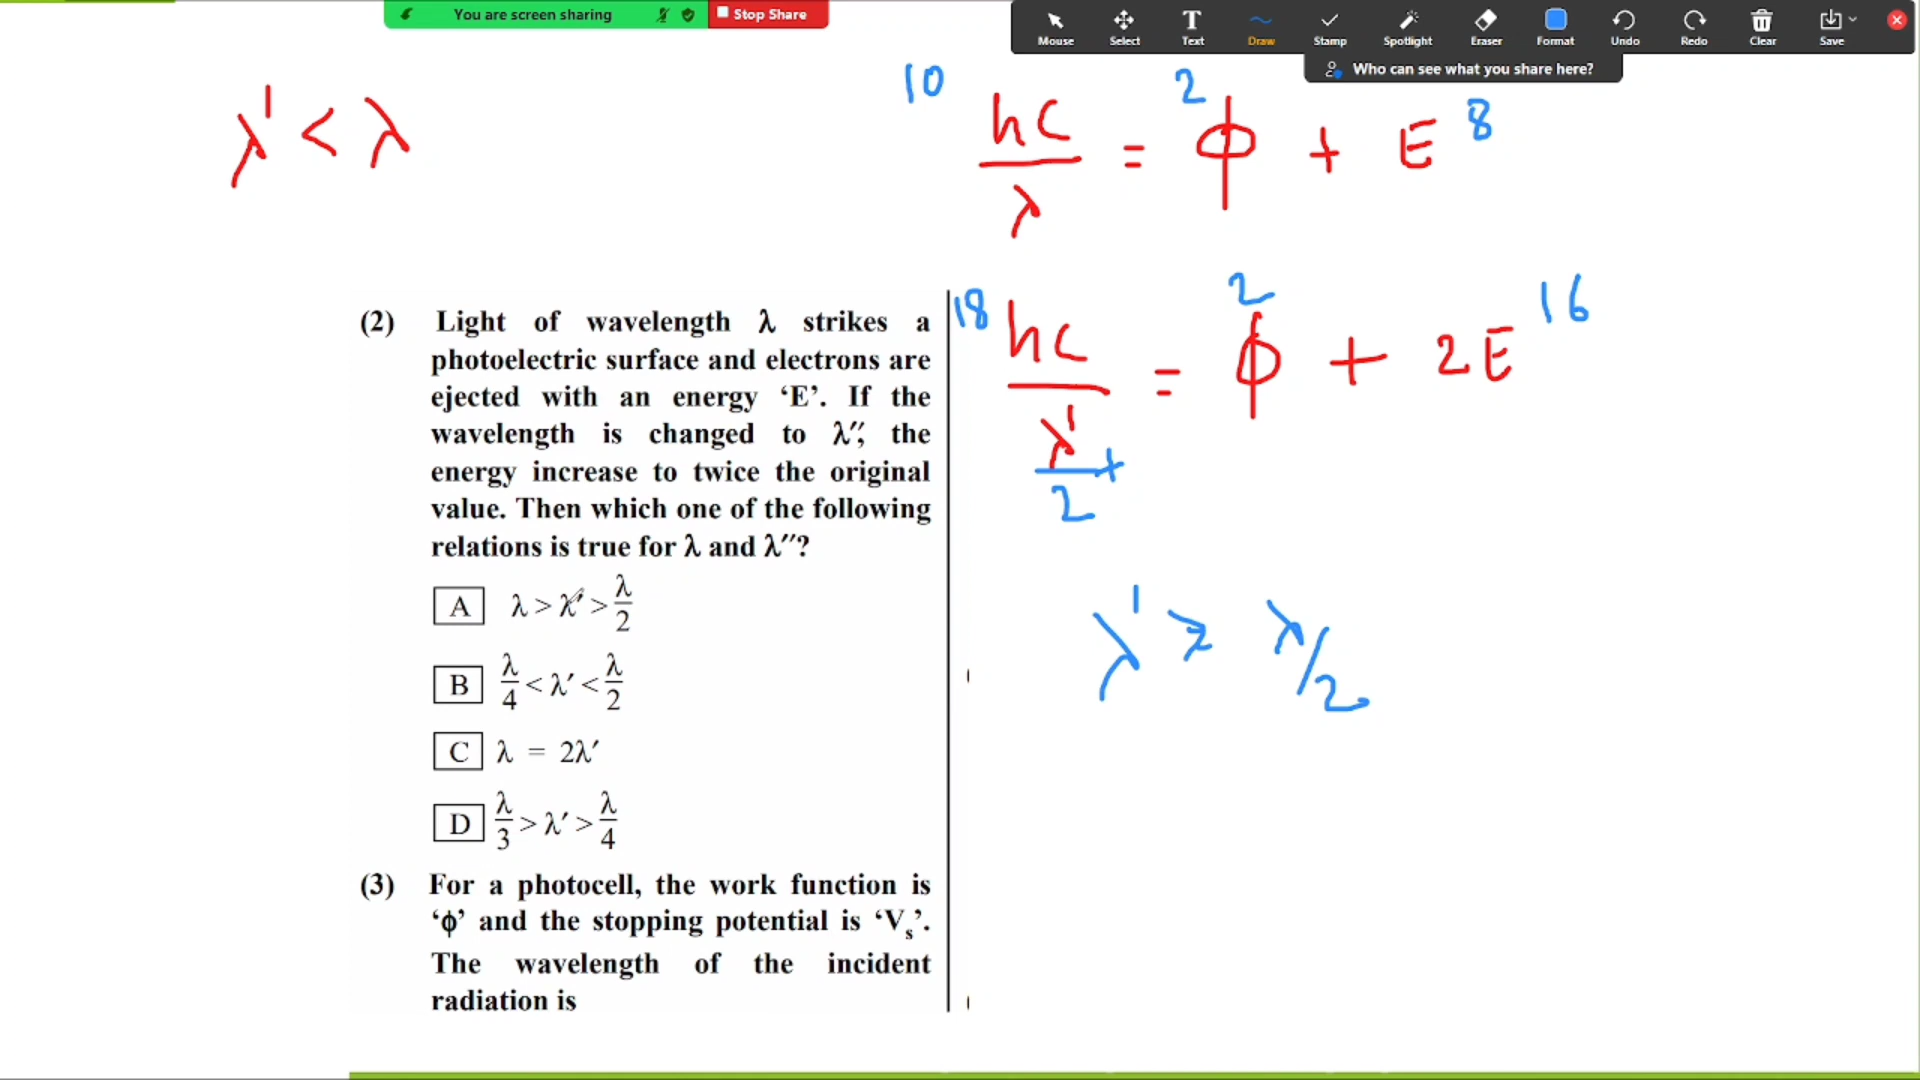 You are screen sharing
Stop Share
Mouse Select Text Draw Stamp Spotlight Eraser Format Undo Redo Clear Save
Who can see what you share here?
λ' < λ
10 hc/λ = 2 φ + E 8
18 hc/λ' = 2 φ + 2E 16
2+
λ' > λ/2
(2) Light of wavelength λ strikes a
photoelectric surface and electrons are
ejected with an energy ‘E’. If the
wavelength is changed to λ′′, the
energy increase to twice the original
value. Then which one of the following
relations is true for λ and λ′′?
A λ > λ′ > λ/2
B λ/4 < λ′ < λ/2
C λ = 2λ′
D λ/3 > λ′ > λ/4
(3) For a photocell, the work function is
‘ϕ’ and the stopping potential is ‘Vs’.
The wavelength of the incident
radiation is